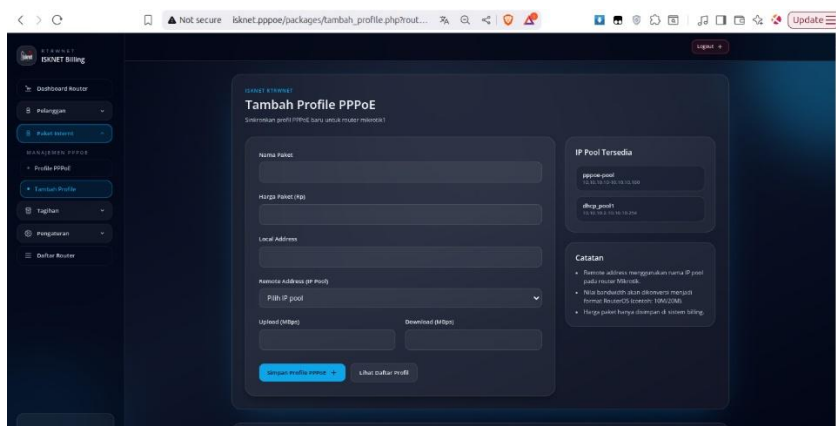 Not secure isknet.pppoe/packages/tambah_profile.php?rout...
Update
RTRWNET
ISKNET Billing
Logout
Dashboard Router
Pelanggan
Paket Internet
MANAJEMEN PPPOE
Profile PPPoE
Tambah Profile
Tagihan
Pengaturan
Daftar Router
ISKNET RTRWNET
Tambah Profile PPPoE
Sinkronkan profil PPPoE baru untuk router mikrotik1
Nama Paket
Harga Paket (Rp)
Local Address
Remote Address (IP Pool)
Pilih IP pool
Upload (MBps)
Download (MBps)
Simpan Profile PPPoE →
Lihat Daftar Profil
IP Pool Tersedia
pppoe-pool
dhcp_pool1
Catatan
• Remote address menggunakan nama IP pool
pada router Mikrotik.
• Nilai bandwidth akan dikonversi menjadi
format RouterOS (contoh: 10M/20M).
• Harga paket hanya disimpan di sistem billing.